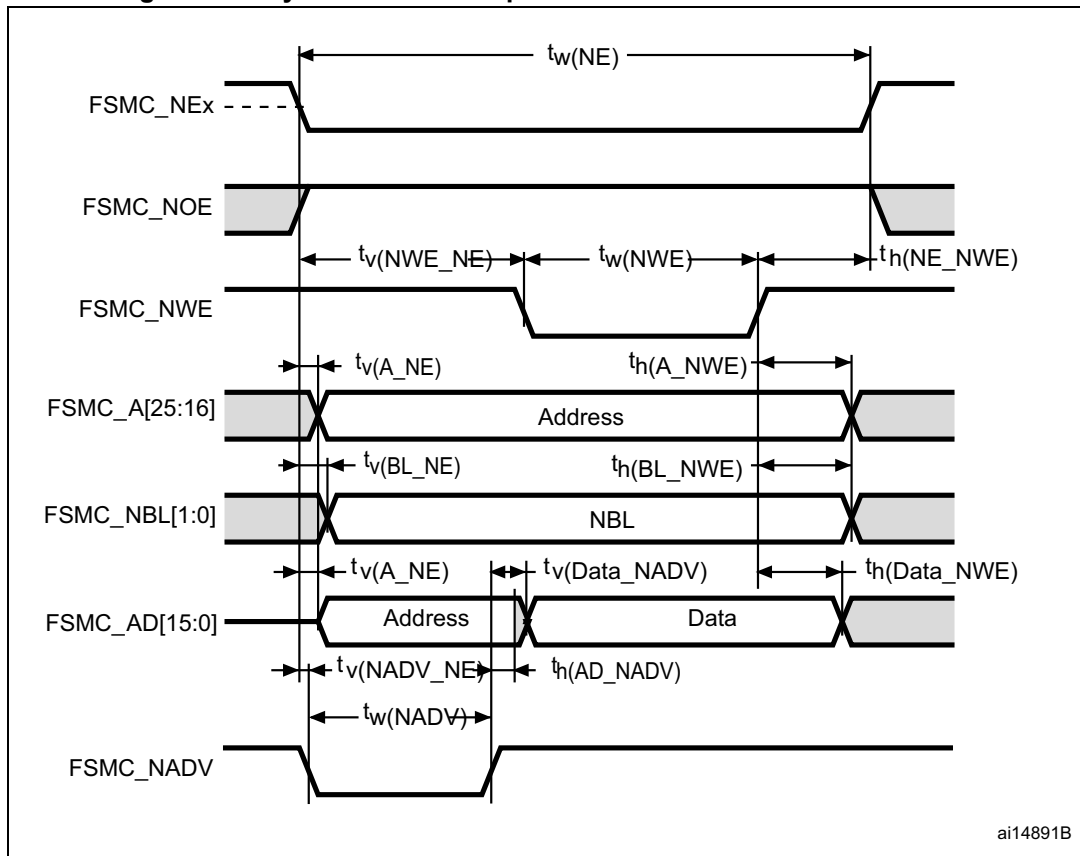 tw(NE)
FSMC_NEx
FSMC_NOE
tv(NWE_NE)
tw(NWE)
th(NE_NWE)
FSMC_NWE
tv(A_NE)
th(A_NWE)
FSMC_A[25:16]
Address
tv(BL_NE)
th(BL_NWE)
FSMC_NBL[1:0]
NBL
tv(A_NE)
tv(Data_NADV)
th(Data_NWE)
FSMC_AD[15:0]
Address
Data
tv(NADV_NE)
th(AD_NADV)
tw(NADV)
FSMC_NADV
ai14891B